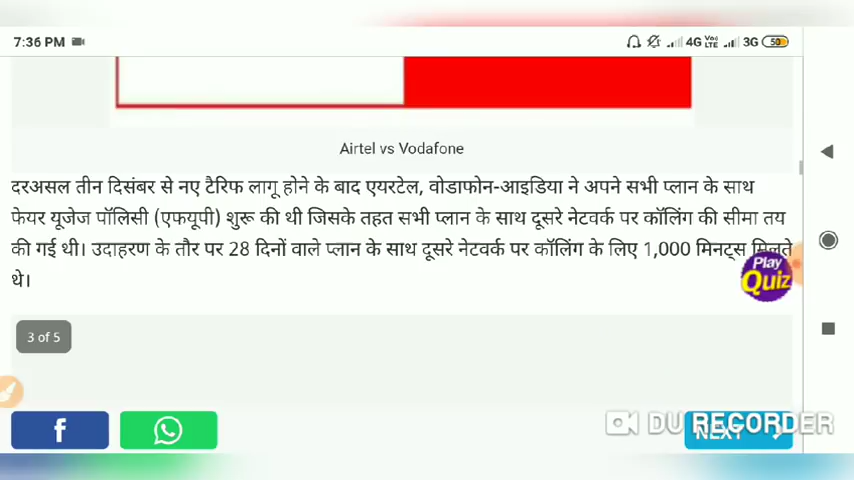 7:36 PM
4G VoD LTE 3G 50
Airtel vs Vodafone
दरअसल तीन दिसंबर से नए टैरिफ लागू होने के बाद एयरटेल, वोडाफोन-आइडिया ने अपने सभी प्लान के साथ
फेयर यूजेज पॉलिसी (एफयूपी) शुरू की थी जिसके तहत सभी प्लान के साथ दूसरे नेटवर्क पर कॉलिंग की सीमा तय
की गई थी। उदाहरण के तौर पर 28 दिनों वाले प्लान के साथ दूसरे नेटवर्क पर कॉलिंग के लिए 1,000 मिनट्स मिलते
थे।
Play
Quiz
3 of 5
f
DU RECORDER
NEXT